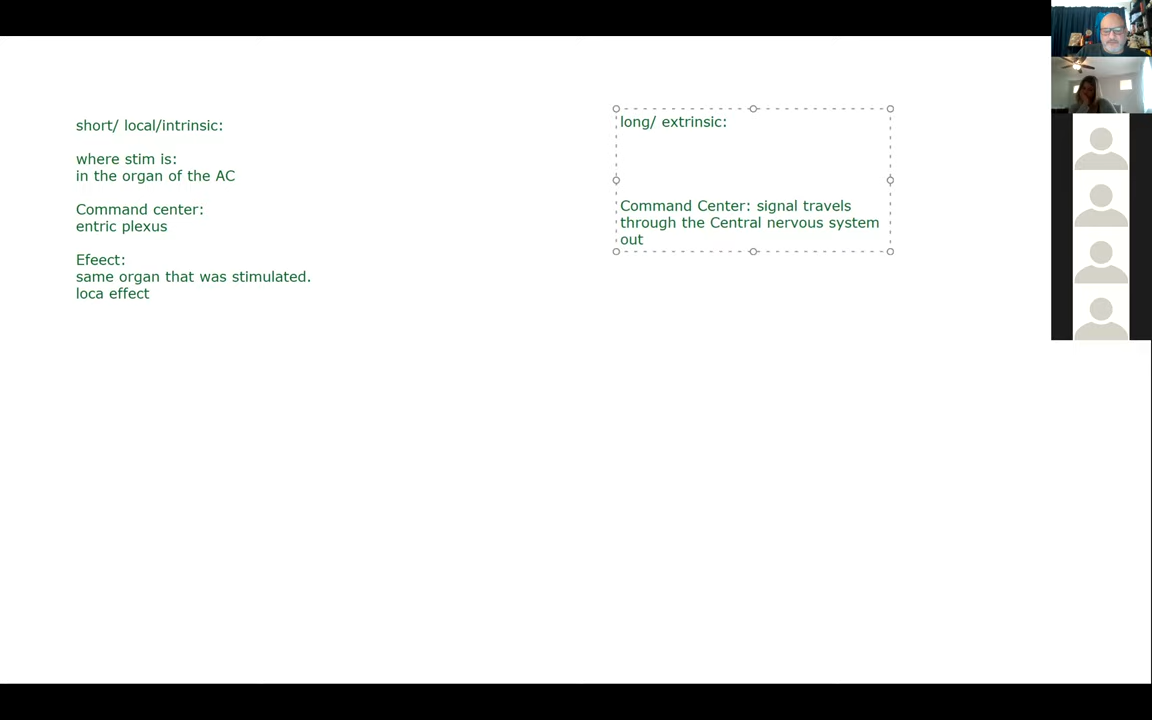 short/ local/intrinsic:
where stim is:
in the organ of the AC
Command center:
entric plexus
Efeect:
same organ that was stimulated.
loca effect
long/ extrinsic:
Command Center: signal travels
through the Central nervous system
out